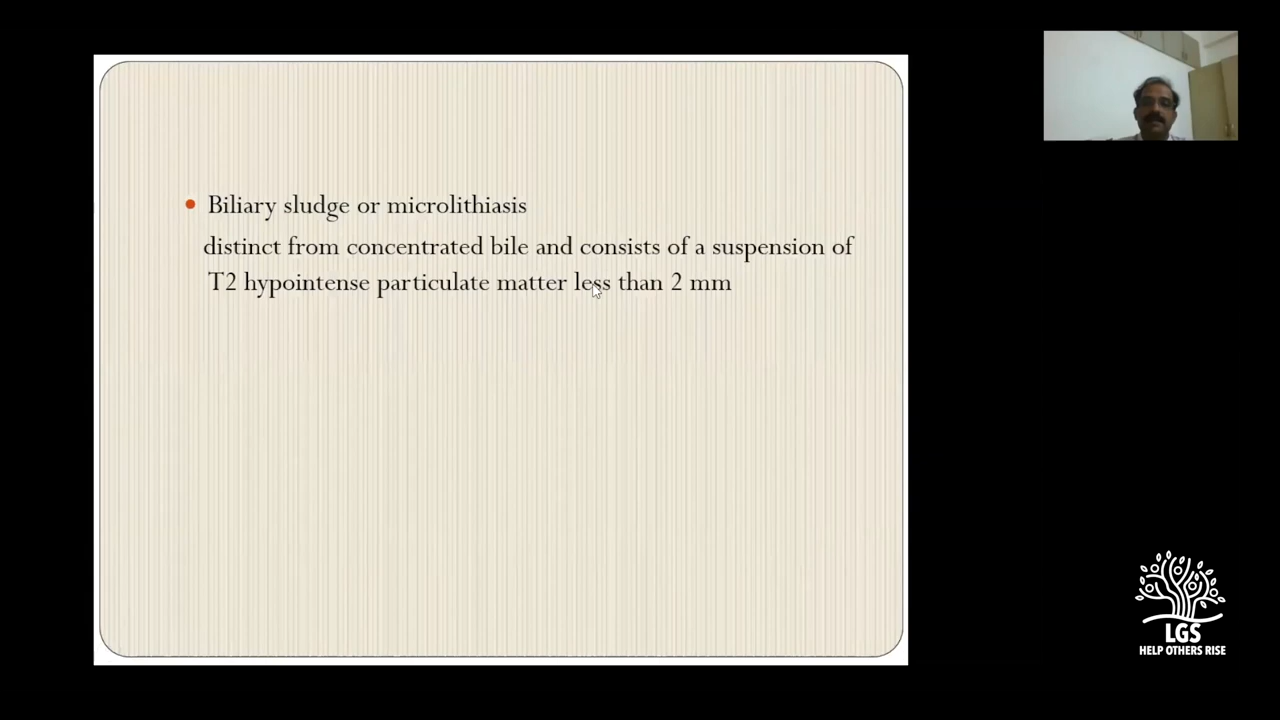 Biliary sludge or microlithiasis
distinct from concentrated bile and consists of a suspension of
T2 hypointense particulate matter less than 2 mm
LGS
HELP OTHERS RISE